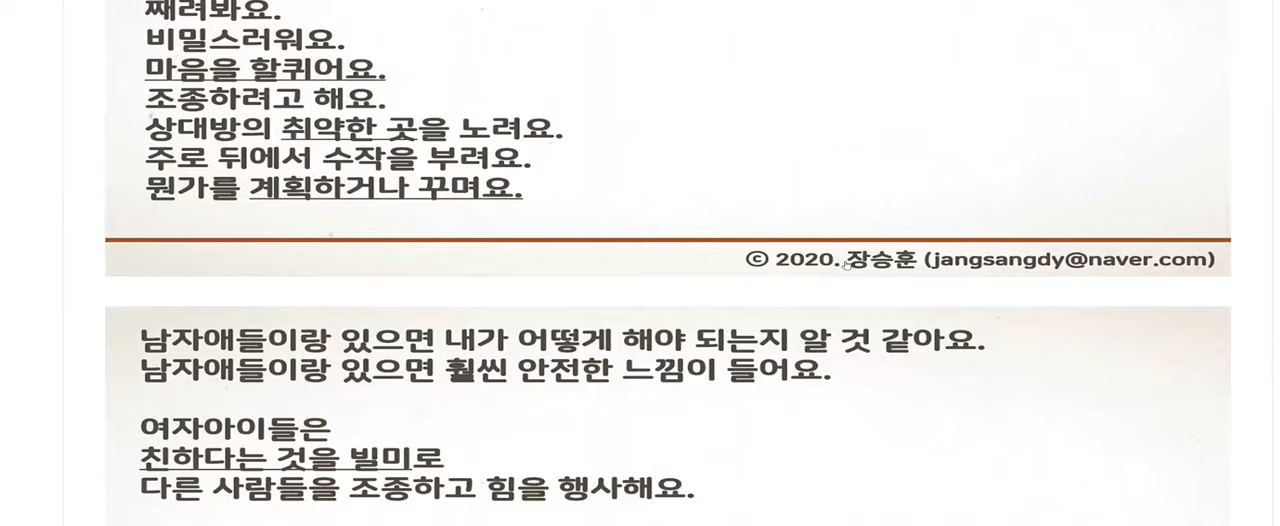 째려봐요.
비밀스러워요.
마음을 할퀴어요.
조종하려고 해요.
상대방의 취약한 곳을 노려요.
주로 뒤에서 수작을 부려요.
뭔가를 계획하거나 꾸며요.
© 2020. 장승훈 (jangsangdy@naver.com)
남자애들이랑 있으면 내가 어떻게 해야 되는지 알 것 같아요.
남자애들이랑 있으면 훨씬 안전한 느낌이 들어요.
여자아이들은
친하다는 것을 빌미로
다른 사람들을 조종하고 힘을 행사해요.